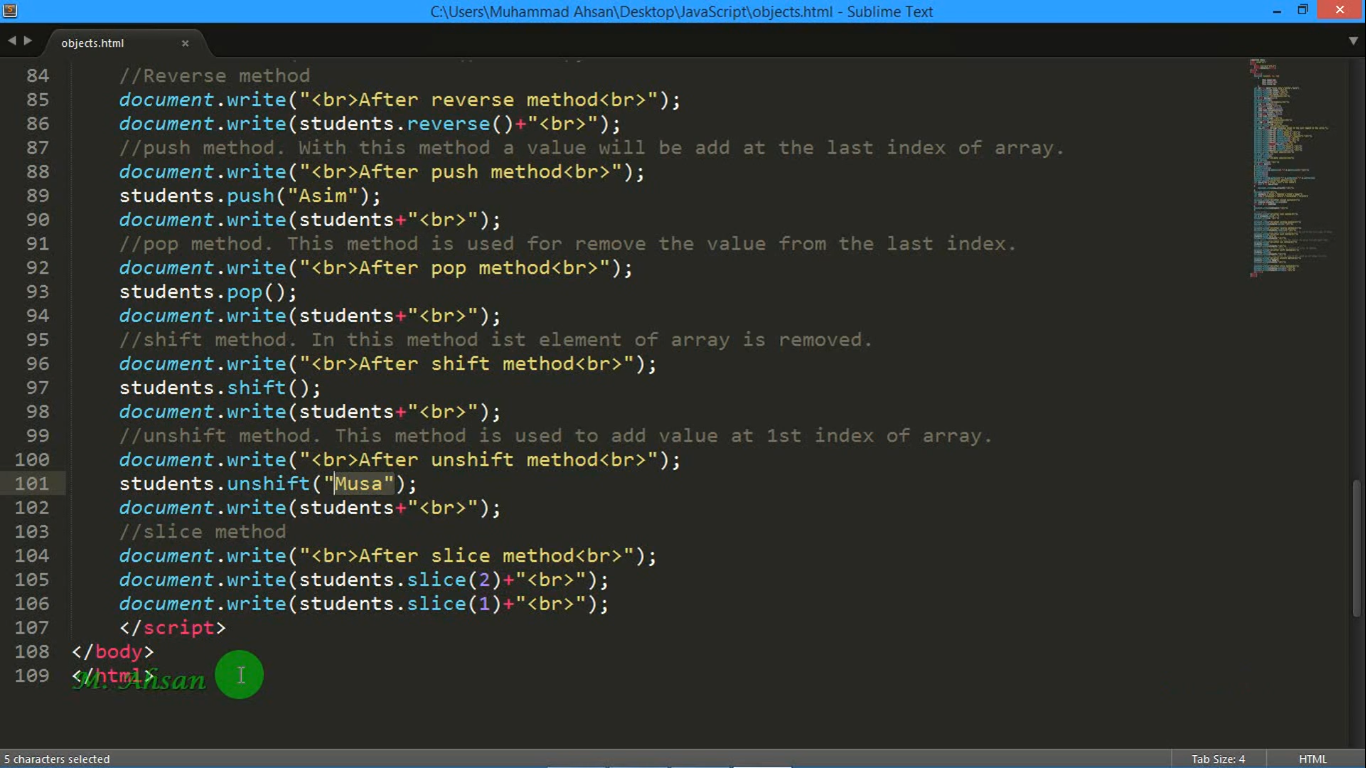 C:\Users\Muhammad Ahsan\Desktop\JavaScript\objects.html - Sublime Text
objects.html ×
84 //Reverse method
85 document.write("<br>After reverse method<br>");
86 document.write(students.reverse()+"<br>");
87 //push method. With this method a value will be add at the last index of array.
88 document.write("<br>After push method<br>");
89 students.push("Asim");
90 document.write(students+"<br>");
91 //pop method. This method is used for remove the value from the last index.
92 document.write("<br>After pop method<br>");
93 students.pop();
94 document.write(students+"<br>");
95 //shift method. In this method ist element of array is removed.
96 document.write("<br>After shift method<br>");
97 students.shift();
98 document.write(students+"<br>");
99 //unshift method. This method is used to add value at 1st index of array.
100 document.write("<br>After unshift method<br>");
101 students.unshift("Musa");
102 document.write(students+"<br>");
103 //slice method
104 document.write("<br>After slice method<br>");
105 document.write(students.slice(2)+"<br>");
106 document.write(students.slice(1)+"<br>");
107 </script>
108 </body>
109 </html>
M. Ahsan
5 characters selected
Tab Size: 4
HTML